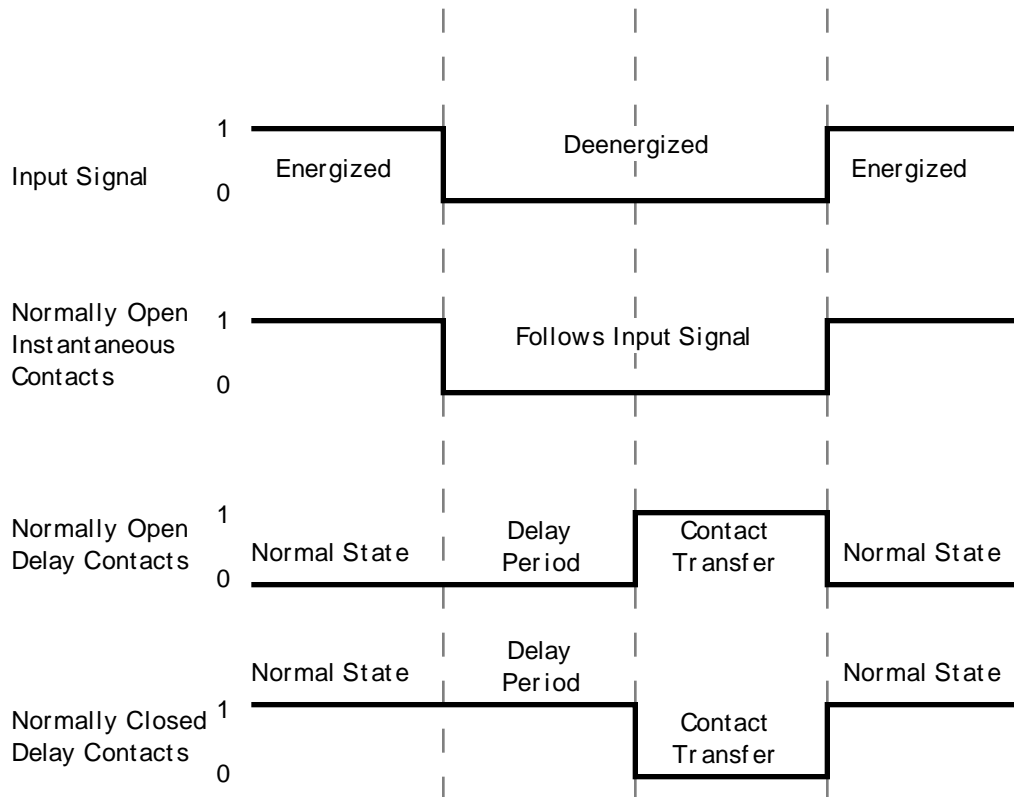 Input Signal
1
0
Energized
Deenergized
Energized
Normally Open
Instantaneous
Contacts
1
0
Follows Input Signal
Normally Open
Delay Contacts
1
0
Normal State
Delay
Period
Contact
Transfer
Normal State
Normally Closed
Delay Contacts
1
0
Normal State
Delay
Period
Contact
Transfer
Normal State